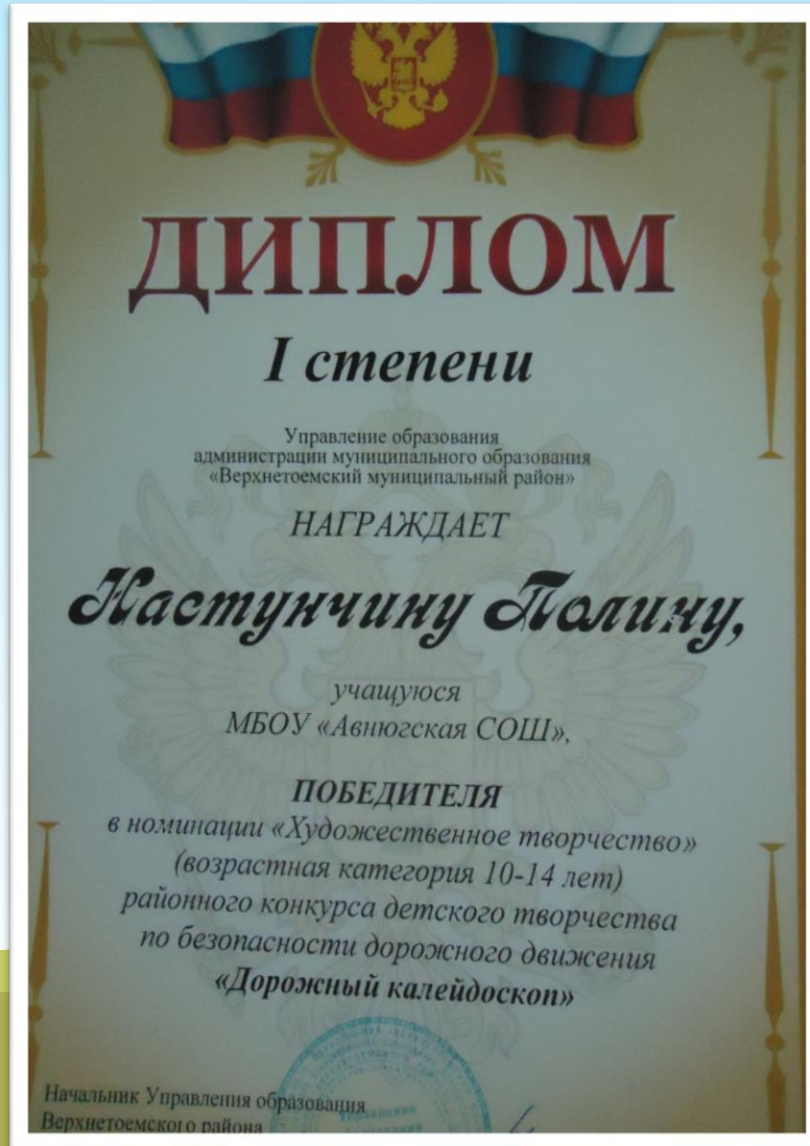 ДИПЛОМ
I степени
Управление образования
администрации муниципального образования
«Верхнетоемский муниципальный район»
НАГРАЖДАЕТ
Настунчину Полину,
учащуюся
МБОУ «Авнюгская СОШ»,
ПОБЕДИТЕЛЯ
в номинации «Художественное творчество»
(возрастная категория 10-14 лет)
районного конкурса детского творчества
по безопасности дорожного движения
«Дорожный калейдоскоп»
Начальник Управления образования
Верхнетоемского района
Управление